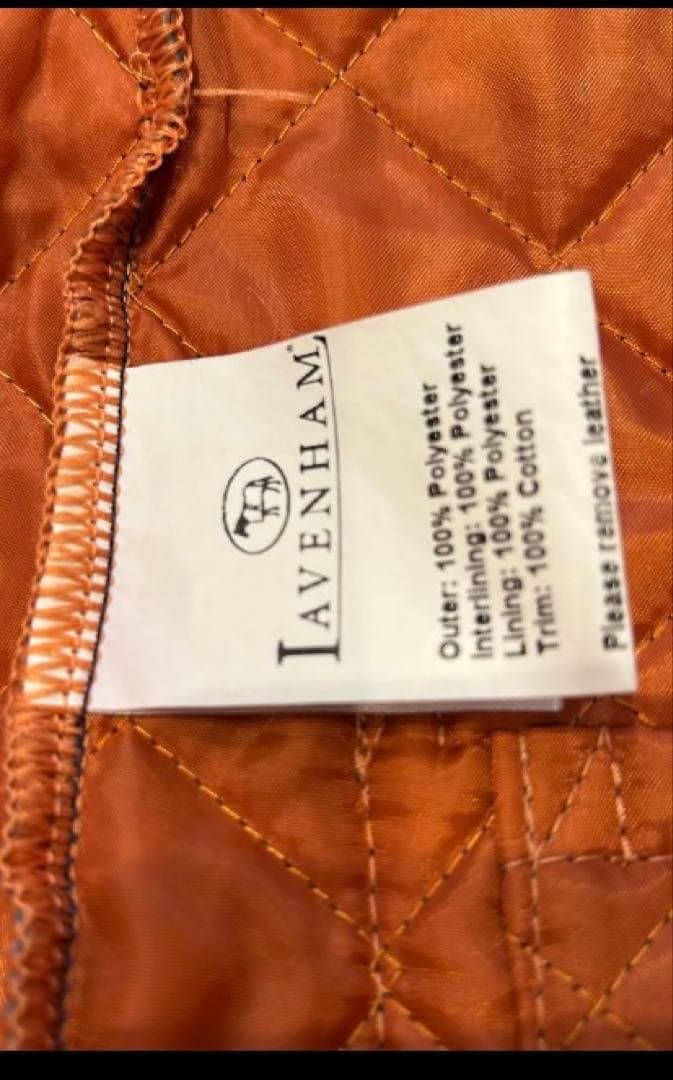 LAVENHAM
Outer: 100% Polyester
Interlining: 100% Polyester
Lining: 100% Polyester
Trim: 100% Cotton
Please remove leather